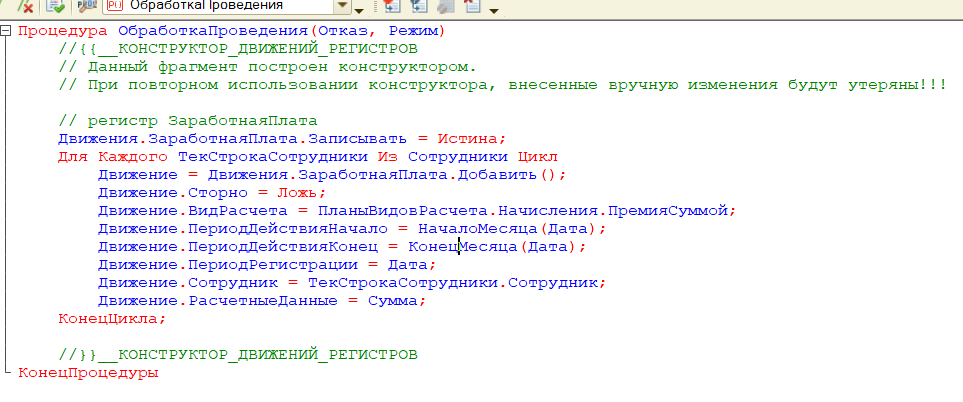 ОбработкаПроведения
Процедура ОбработкаПроведения(Отказ, Режим)
//{{__КОНСТРУКТОР_ДВИЖЕНИЙ_РЕГИСТРОВ
// Данный фрагмент построен конструктором.
// При повторном использовании конструктора, внесенные вручную изменения будут утеряны!!!
// регистр ЗаработнаяПлата
Движения.ЗаработнаяПлата.Записывать = Истина;
Для Каждого ТекСтрокаСотрудники Из Сотрудники Цикл
Движение = Движения.ЗаработнаяПлата.Добавить();
Движение.Сторно = Ложь;
Движение.ВидРасчета = ПланыВидовРасчета.Начисления.ПремияСуммой;
Движение.ПериодДействияНачало = НачалоМесяца(Дата);
Движение.ПериодДействияКонец = КонецМесяца(Дата);
Движение.ПериодРегистрации = Дата;
Движение.Сотрудник = ТекСтрокаСотрудники.Сотрудник;
Движение.РасчетныеДанные = Сумма;
КонецЦикла;
//}}__КОНСТРУКТОР_ДВИЖЕНИЙ_РЕГИСТРОВ
КонецПроцедуры